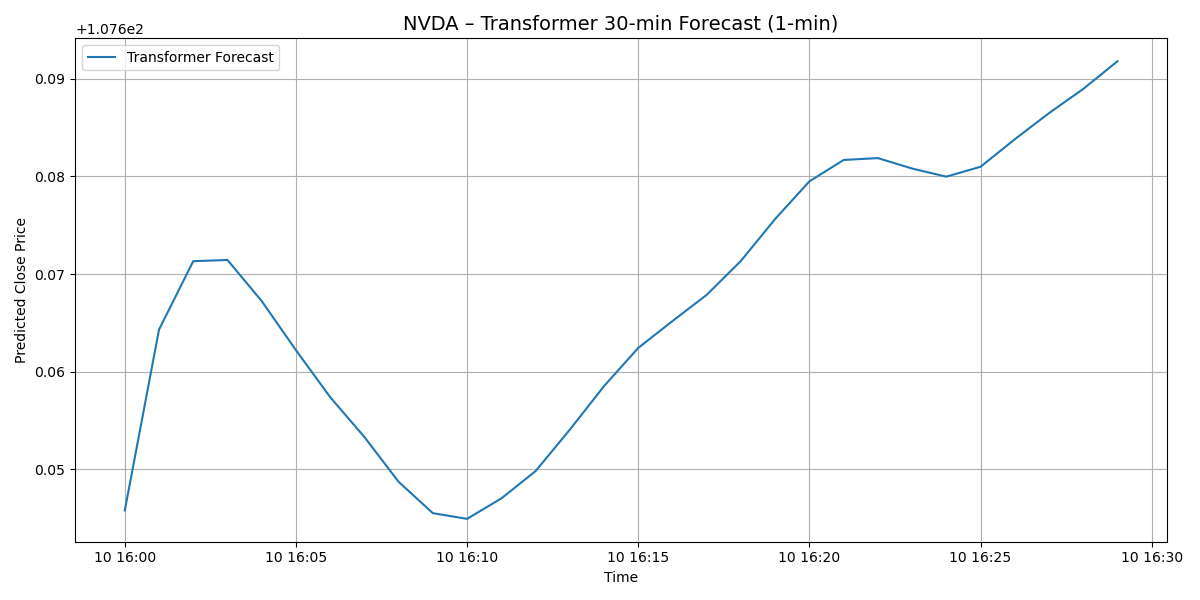 NVDA – Transformer 30-min Forecast (1-min)
+1.076e2
Transformer Forecast
0.09
0.08
0.07
0.06
0.05
Predicted Close Price
10 16:00
10 16:05
10 16:10
10 16:15
10 16:20
10 16:25
10 16:30
Time